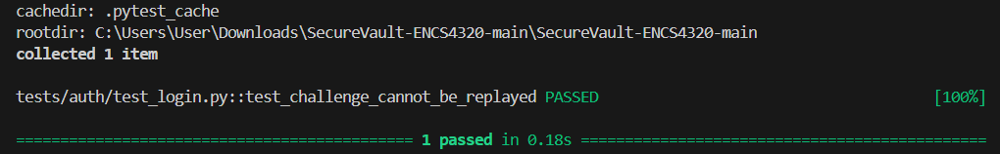 cachedir: .pytest_cache
rootdir: C:\Users\User\Downloads\SecureVault-ENCS4320-main\SecureVault-ENCS4320-main
collected 1 item
tests/auth/test_login.py::test_challenge_cannot_be_replayed PASSED [100%]
============================================= 1 passed in 0.18s ==============================================